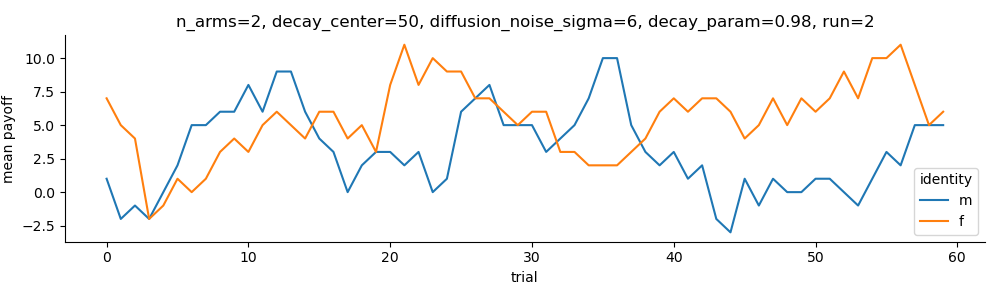 n_arms=2, decay_center=50, diffusion_noise_sigma=6, decay_param=0.98, run=2
mean payoff
10.0
7.5
5.0
2.5
0.0
−2.5
identity
m
f
0 10 20 30 40 50 60
trial